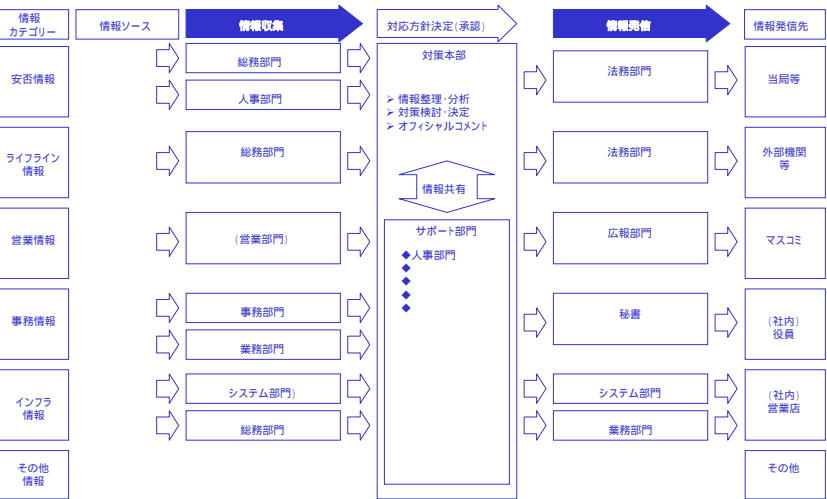 情報
カテゴリー
情報ソース
情報収集
対応方針決定(承認)
情報発信
情報発信先
安否情報
総務部門
人事部門
対策本部
➢ 情報整理・分析
➢ 対策検討・決定
➢ オフィシャルコメント
法務部門
当局等
ライフライン
情報
総務部門
情報共有
法務部門
外部機関
等
営業情報
(営業部門)
サポート部門
◆人事部門
◆
◆
◆
◆
広報部門
マスコミ
事務情報
事務部門
業務部門
秘書
(社内)
役員
インフラ
情報
システム部門)
総務部門
システム部門
業務部門
(社内)
営業店
その他
情報
その他